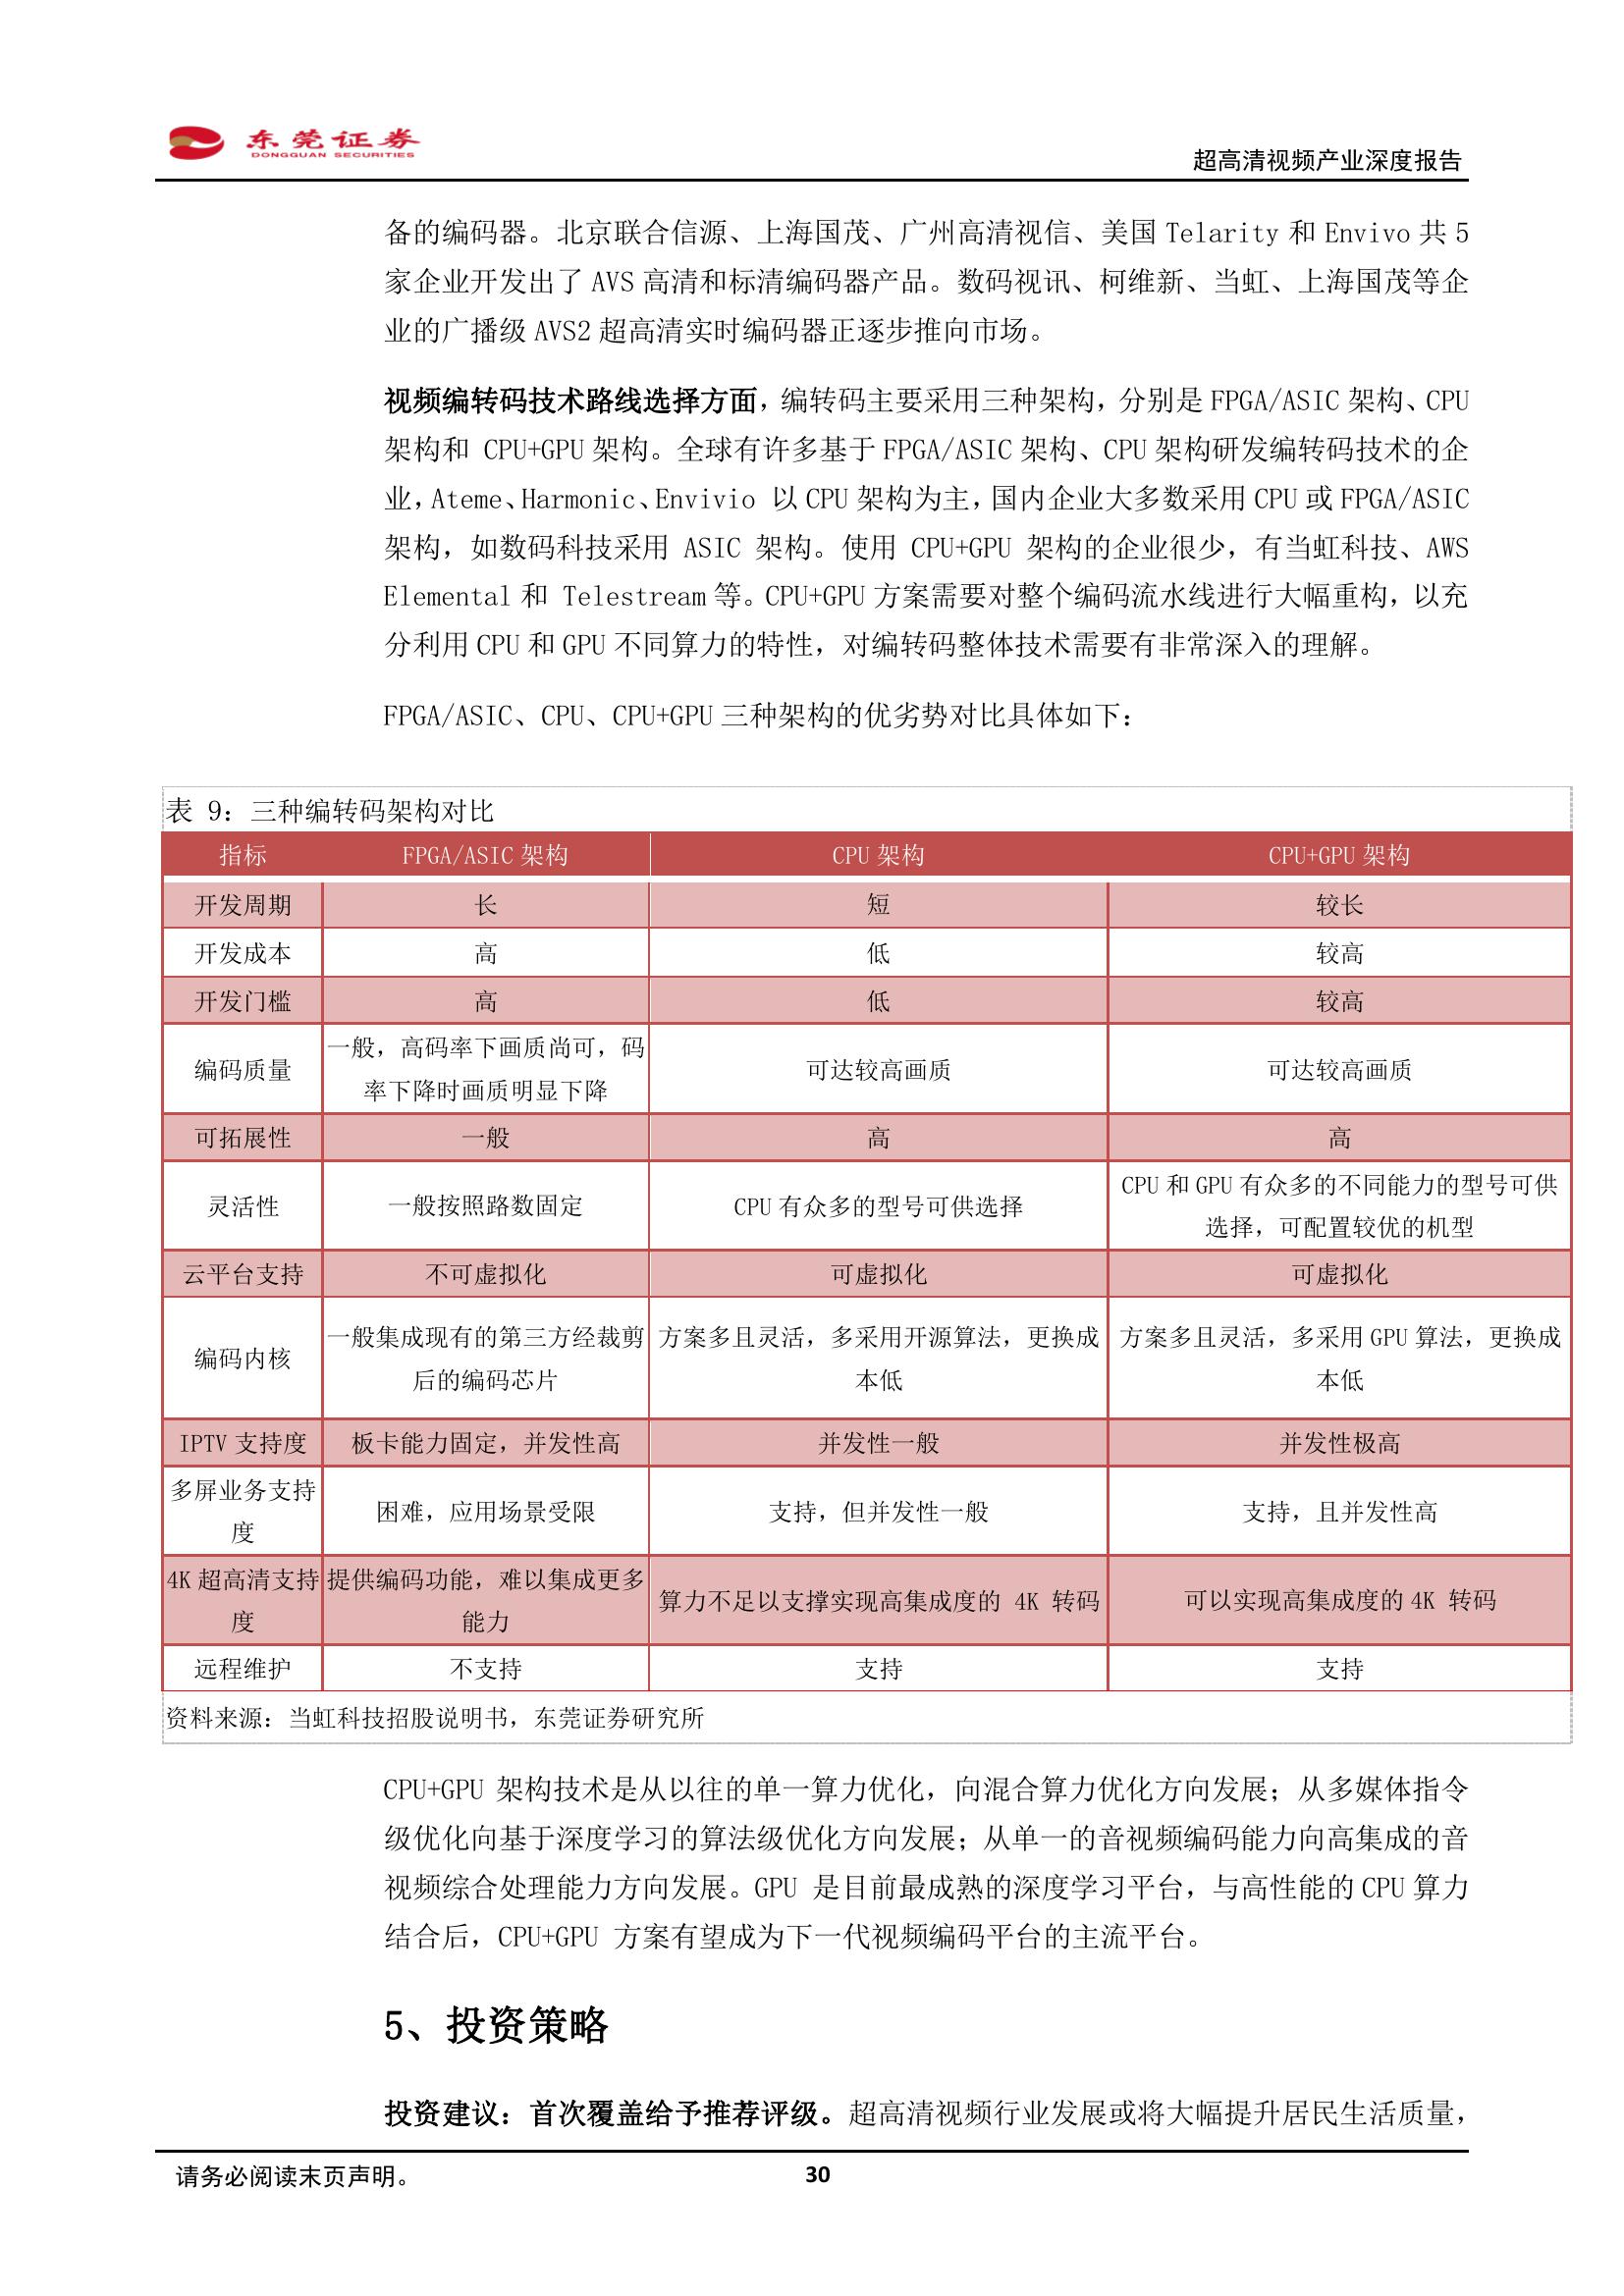 东莞证券
DONGGUAN SECURITIES
超高清视频产业深度报告
备的编码器。北京联合信源、上海国茂、广州高清视信、美国 Telarity 和 Envivo 共 5
家企业开发出了 AVS 高清和标清编码器产品。数码视讯、柯维新、当虹、上海国茂等企
业的广播级 AVS2 超高清实时编码器正逐步推向市场。
视频编转码技术路线选择方面，编转码主要采用三种架构，分别是 FPGA/ASIC 架构、CPU
架构和 CPU+GPU 架构。全球有许多基于 FPGA/ASIC 架构、CPU 架构研发编转码技术的企
业，Ateme、Harmonic、Envivio 以 CPU 架构为主，国内企业大多数采用 CPU 或 FPGA/ASIC
架构，如数码科技采用 ASIC 架构。使用 CPU+GPU 架构的企业很少，有当虹科技、AWS
Elemental 和 Telestream 等。CPU+GPU 方案需要对整个编码流水线进行大幅重构，以充
分利用 CPU 和 GPU 不同算力的特性，对编转码整体技术需要有非常深入的理解。
FPGA/ASIC、CPU、CPU+GPU 三种架构的优劣势对比具体如下：
表 9：三种编转码架构对比
指标 FPGA/ASIC 架构 CPU 架构 CPU+GPU 架构
开发周期 长 短 较长
开发成本 高 低 较高
开发门槛 高 低 较高
编码质量 一般，高码率下画质尚可，码率下降时画质明显下降 可达较高画质 可达较高画质
可拓展性 一般 高 高
灵活性 一般按照路数固定 CPU 有众多的型号可供选择 CPU 和 GPU 有众多的不同能力的型号可供选择，可配置较优的机型
云平台支持 不可虚拟化 可虚拟化 可虚拟化
编码内核 一般集成现有的第三方经裁剪后的编码芯片 方案多且灵活，多采用开源算法，更换成本低 方案多且灵活，多采用 GPU 算法，更换成本低
IPTV 支持度 板卡能力固定，并发性高 并发性一般 并发性极高
多屏业务支持度 困难，应用场景受限 支持，但并发性一般 支持，且并发性高
4K 超高清支持度 提供编码功能，难以集成更多能力 算力不足以支撑实现高集成度的 4K 转码 可以实现高集成度的 4K 转码
远程维护 不支持 支持 支持
资料来源：当虹科技招股说明书，东莞证券研究所
CPU+GPU 架构技术是从以往的单一算力优化，向混合算力优化方向发展；从多媒体指令
级优化向基于深度学习的算法级优化方向发展；从单一的音视频编码能力向高集成的音
视频综合处理能力方向发展。GPU 是目前最成熟的深度学习平台，与高性能的 CPU 算力
结合后，CPU+GPU 方案有望成为下一代视频编码平台的主流平台。
5、投资策略
投资建议：首次覆盖给予推荐评级。超高清视频行业发展或将大幅提升居民生活质量，
请务必阅读末页声明。
30